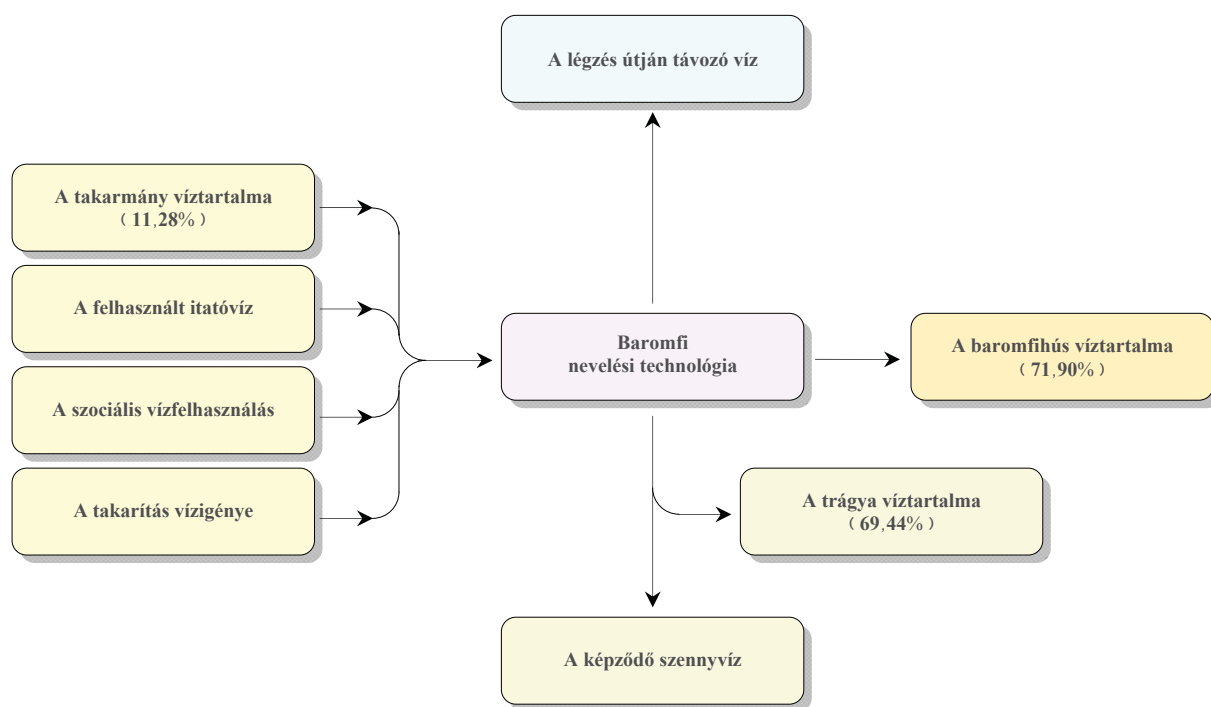 A légzés útján távozó víz
A takarmány víztartalma
( 11,28% )
A felhasznált itatóvíz
A szociális vízfelhasználás
A takarítás vízigénye
Baromfi
nevelési technológia
A baromfihús víztartalma
( 71,90% )
A trágya víztartalma
( 69,44% )
A képződő szennyvíz